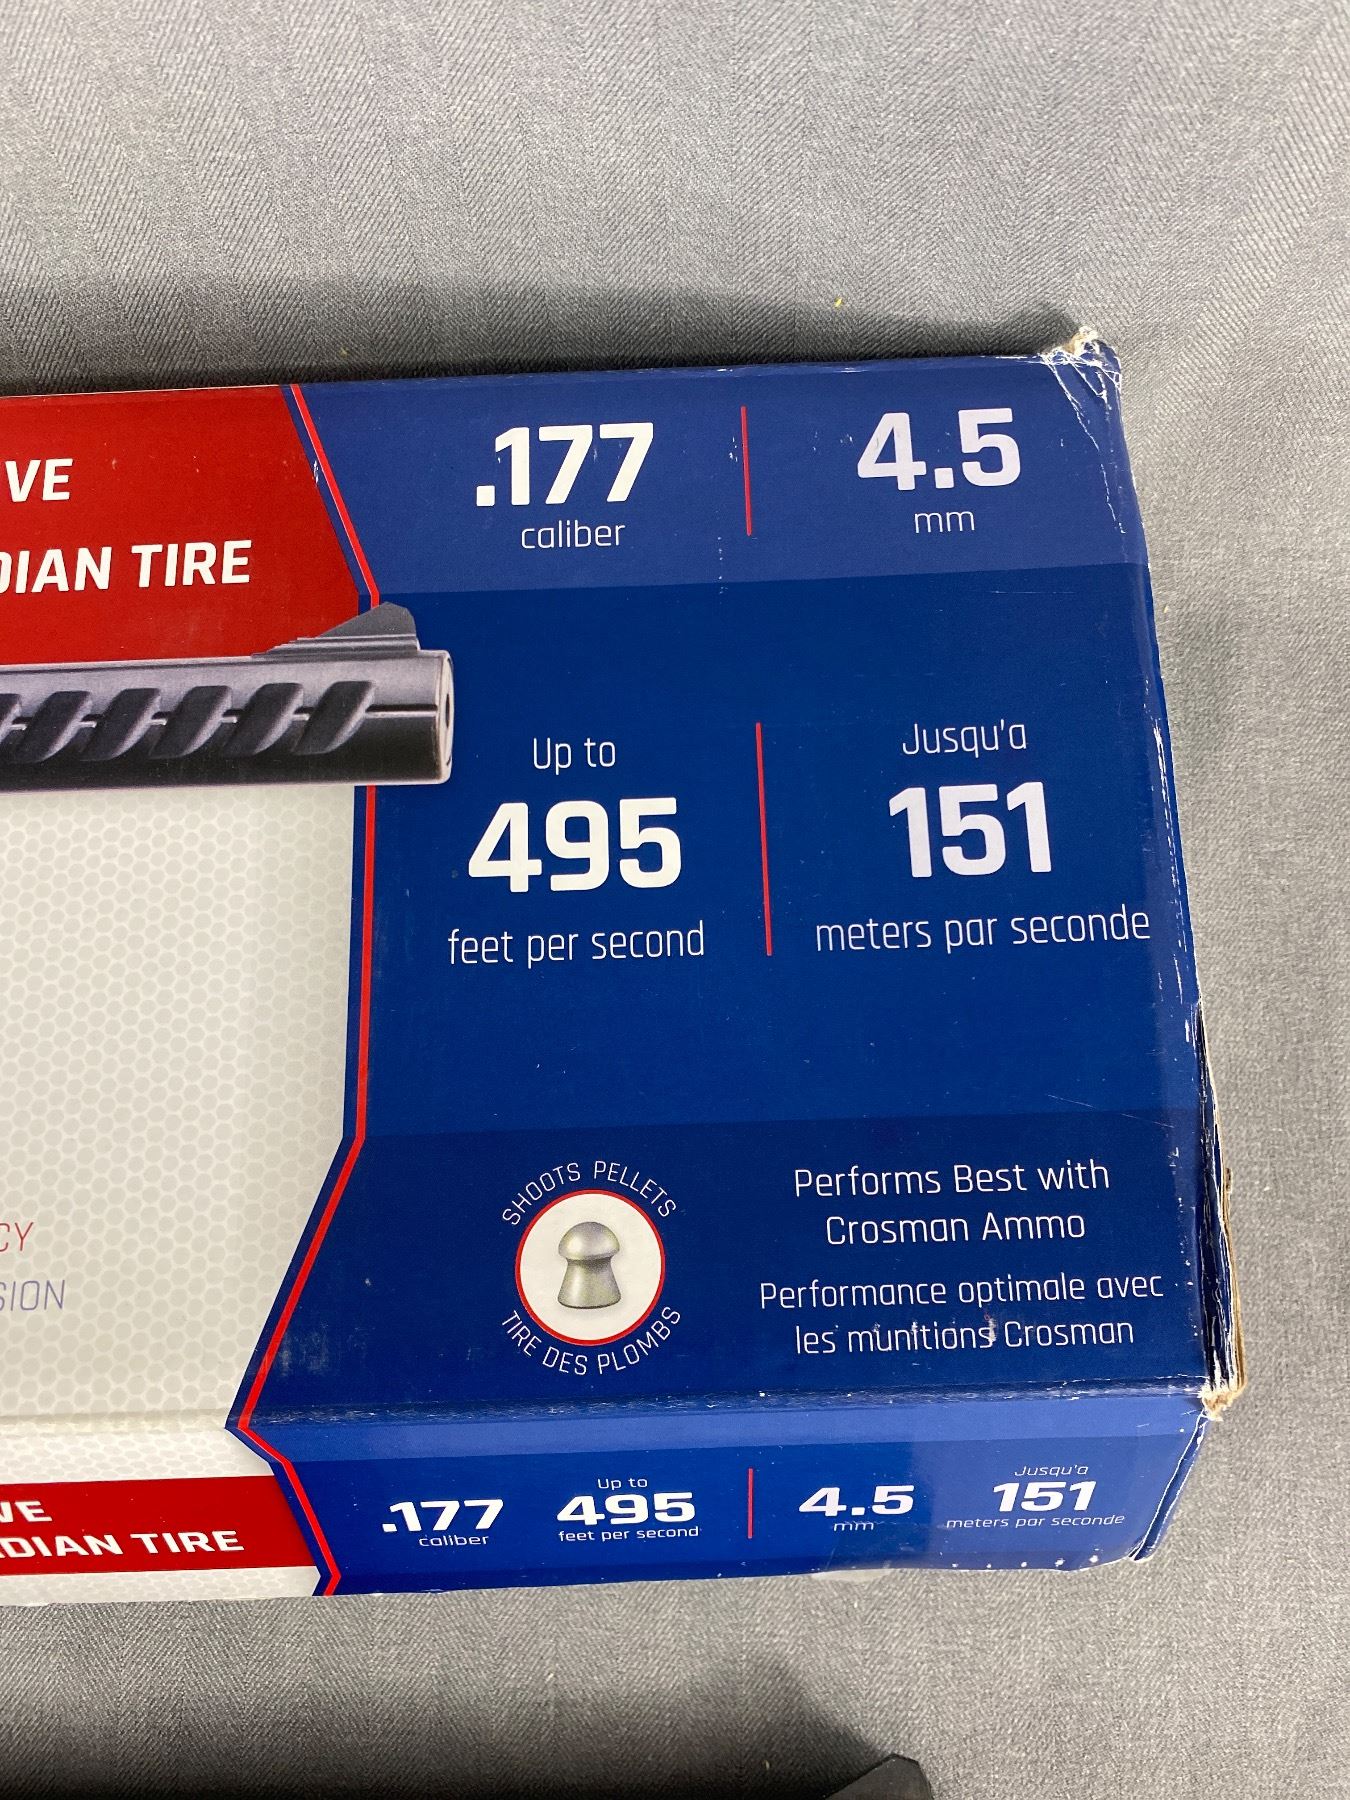 VE
DIAN TIRE
.177
caliber
4.5
mm
Up to
495
feet per second
Jusqu'a
151
meters par seconde
CY
SION
SHOOTS PELLETS
TIRE DES PLOMBS
Performs Best with
Crosman Ammo
Performance optimale avec
les munitions Crosman
VE
DIAN TIRE
.177
caliber
Up to
495
feet per second
4.5
mm
Jusqu'a
151
meters par seconde